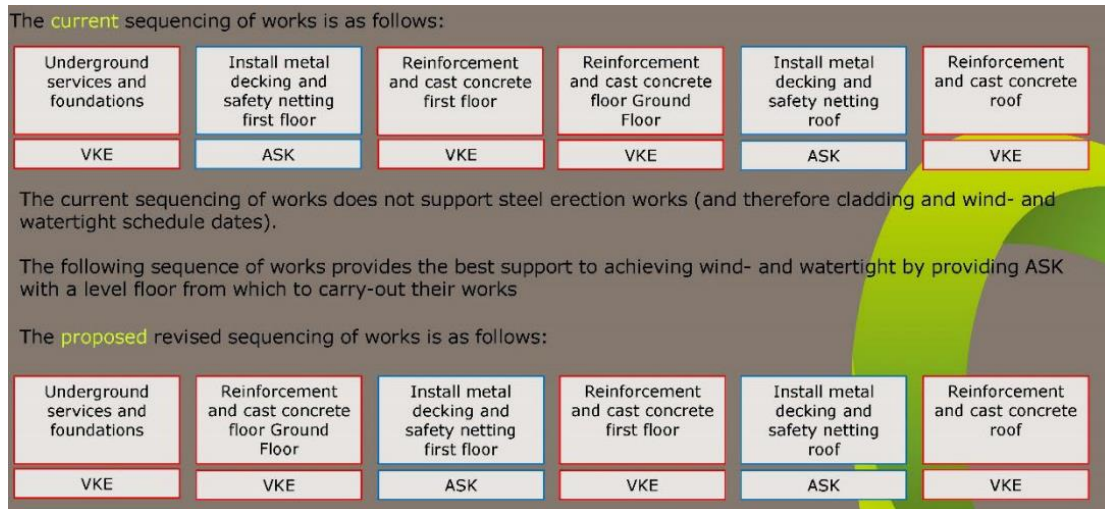 The current sequencing of works is as follows:
Underground
services and
foundations
Install metal
decking and
safety netting
first floor
Reinforcement
and cast concrete
first floor
Reinforcement
and cast concrete
floor Ground
Floor
Install metal
decking and
safety netting
roof
Reinforcement
and cast concrete
roof
VKE
ASK
VKE
VKE
ASK
VKE
The current sequencing of works does not support steel erection works (and therefore cladding and wind- and
watertight schedule dates).
The following sequence of works provides the best support to achieving wind- and watertight by providing ASK
with a level floor from which to carry-out their works
The proposed revised sequencing of works is as follows:
Underground
services and
foundations
Reinforcement
and cast concrete
floor Ground
Floor
Install metal
decking and
safety netting
first floor
Reinforcement
and cast concrete
first floor
Install metal
decking and
safety netting
roof
Reinforcement
and cast concrete
roof
VKE
VKE
ASK
VKE
ASK
VKE